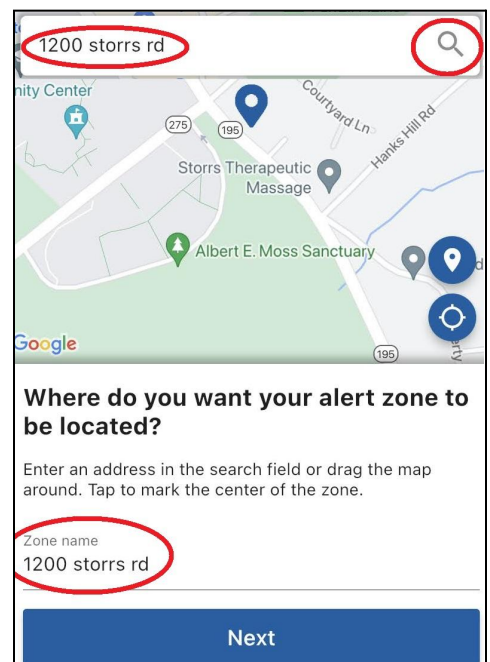 1200 storrs rd
nity Center
275
195
Courtyard Ln
Hanks Hill Rd
Storrs Therapeutic
Massage
Albert E. Moss Sanctuary
d
Google
195
erty
Where do you want your alert zone to
be located?
Enter an address in the search field or drag the map
around. Tap to mark the center of the zone.
Zone name
1200 storrs rd
Next